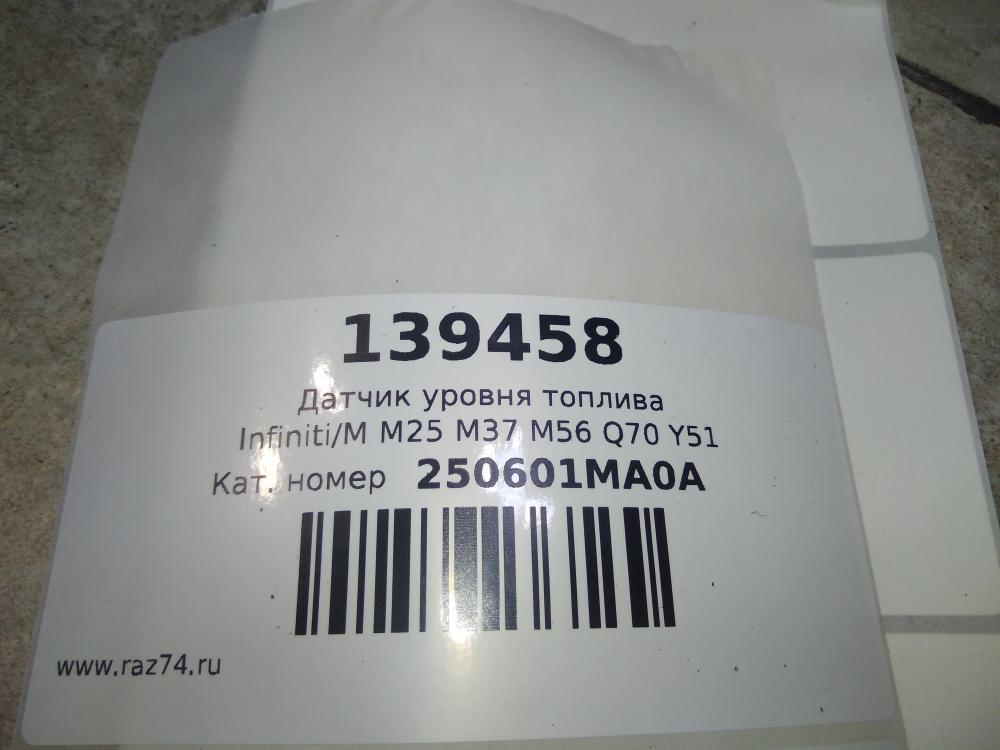 139458
Датчик уровня топлива
Infiniti/M M25 M37 M56 Q70 Y51
Кат. номер 250601MA0A
www.raz74.ru